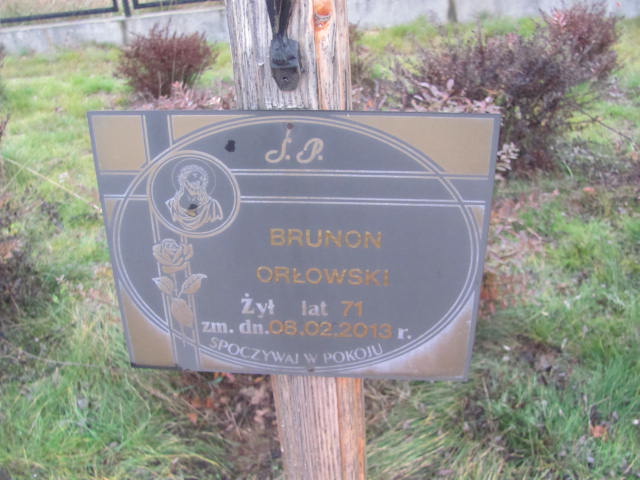 Ś.P.
BRUNON
ORŁOWSKI
Żył lat 71
zm. dn. 08.02.2013 r.
SPOCZYWAJ W POKOJU